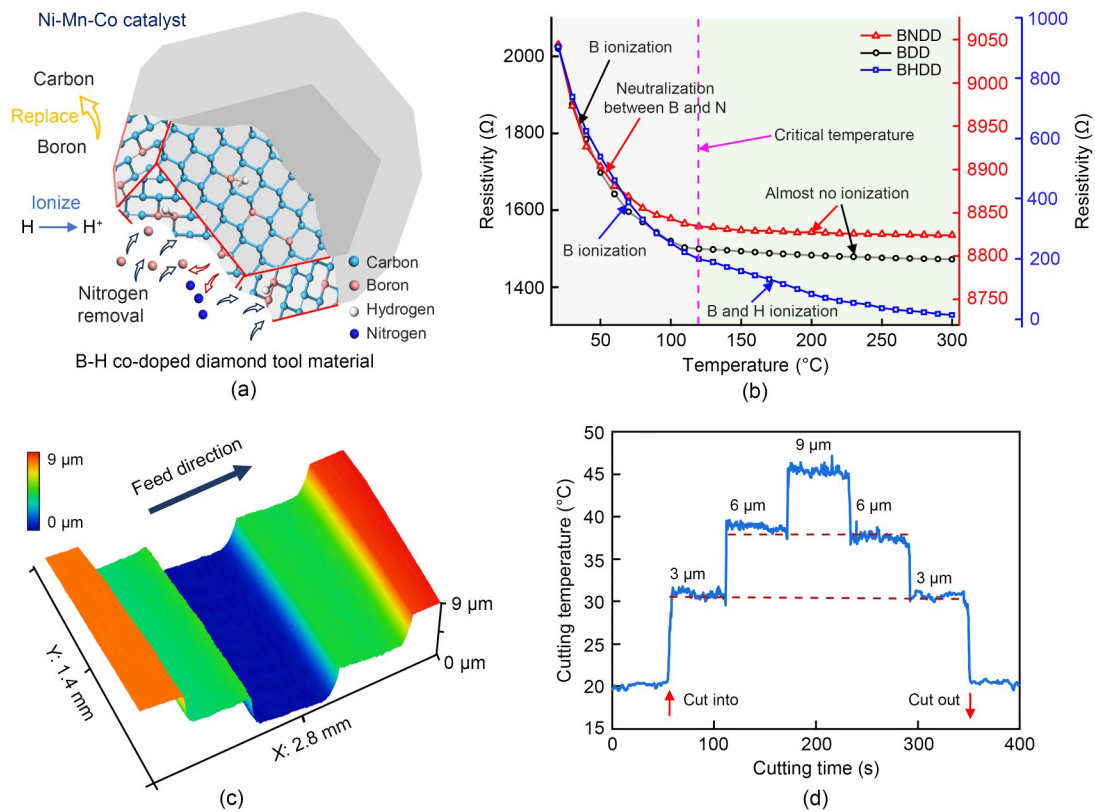 Ni-Mn-Co catalyst
Carbon
Replace
Boron
Ionize
H → H⁺
Nitrogen
removal
Carbon
Boron
Hydrogen
Nitrogen
B-H co-doped diamond tool material
(a)
2000
1800
1600
1400
Resistivity (Ω)
B ionization
Neutralization
between B and N
B ionization
Critical temperature
Almost no ionization
B and H ionization
BNDD
BDD
BHDD
50
100
150
200
250
300
Temperature (°C)
9050
9000
8950
8900
8850
8800
8750
Resistivity (Ω)
1000
800
600
400
200
0
Resistivity (Ω)
(b)
9 µm
0 µm
Feed direction
9 µm
0 µm
Y: 1.4 mm
X: 2.8 mm
(c)
50
45
40
35
30
25
20
15
Cutting temperature (°C)
3 µm
6 µm
9 µm
6 µm
3 µm
Cut into
Cut out
0
100
200
300
400
Cutting time (s)
(d)